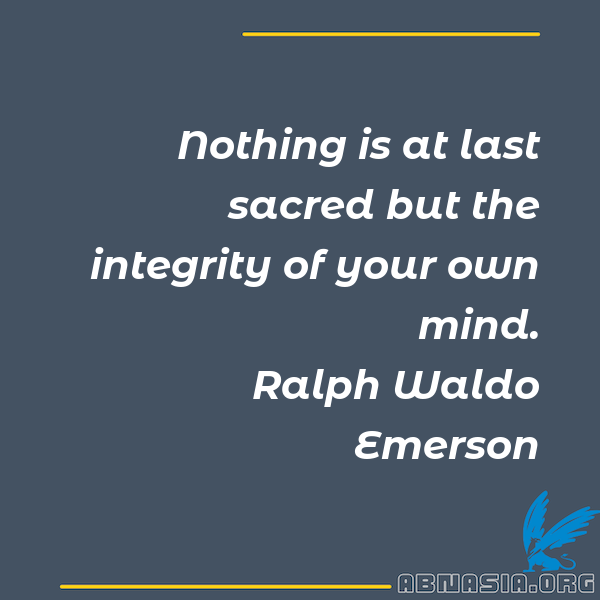 Nothing is at last
sacred but the
integrity of your own
mind.
Ralph Waldo
Emerson
ABNASIA.ORG